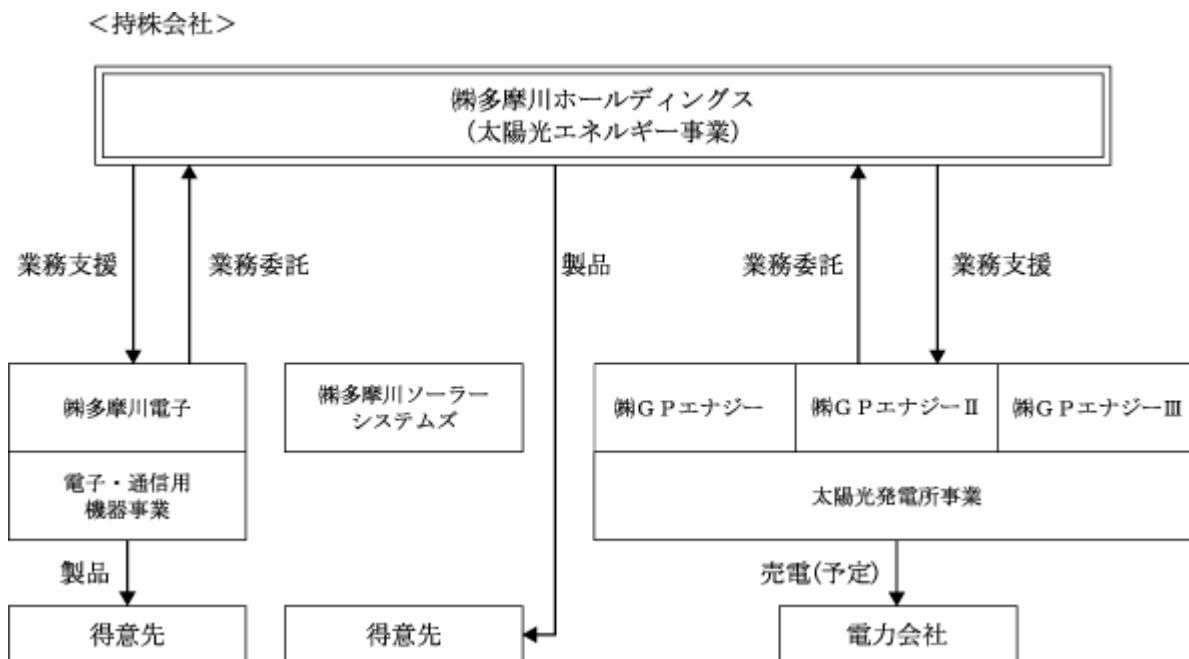 ＜持株会社＞
㈱多摩川ホールディングス
（太陽光エネルギー事業）
業務支援
業務委託
製品
業務委託
業務支援
㈱多摩川電子
㈱多摩川ソーラー
システムズ
㈱ＧＰエナジー
㈱ＧＰエナジーⅡ
㈱ＧＰエナジーⅢ
電子・通信用
機器事業
太陽光発電所事業
製品
売電(予定)
得意先
得意先
電力会社